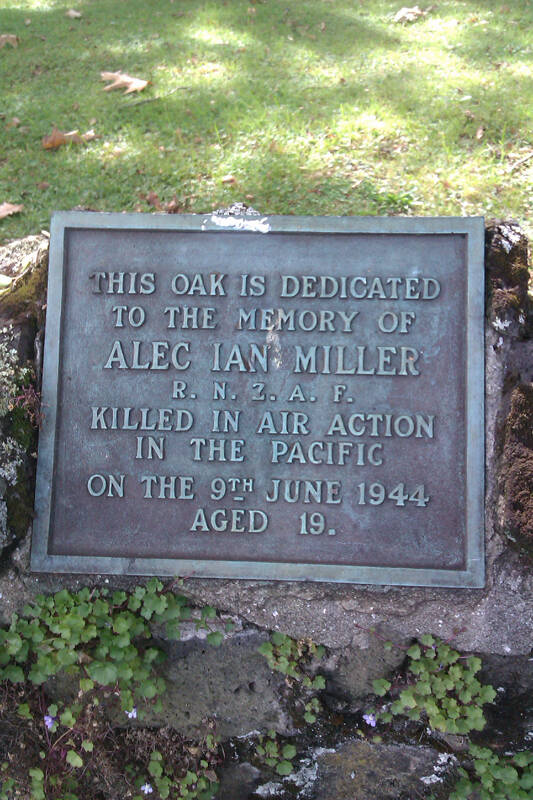 THIS OAK IS DEDICATED
TO THE MEMORY OF
ALEC IAN MILLER
R. N. Z. A. F.
KILLED IN AIR ACTION
IN THE PACIFIC
ON THE 9TH JUNE 1944
AGED 19.